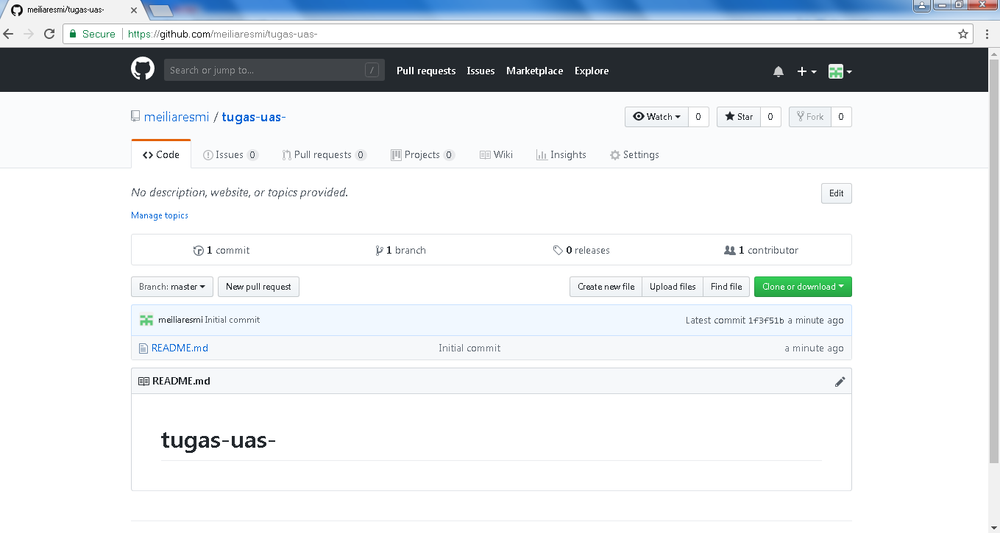 meiliaresmi/tugas-uas-
Secure https://github.com/meiliaresmi/tugas-uas-
Search or jump to... / Pull requests Issues Marketplace Explore
meiliaresmi / tugas-uas- Watch 0 Star 0 Fork 0
Code Issues 0 Pull requests 0 Projects 0 Wiki Insights Settings
No description, website, or topics provided. Edit
Manage topics
1 commit 1 branch 0 releases 1 contributor
Branch: master New pull request Create new file Upload files Find file Clone or download
meiliaresmi Initial commit Latest commit 1f3f51b a minute ago
README.md Initial commit a minute ago
README.md
tugas-uas-